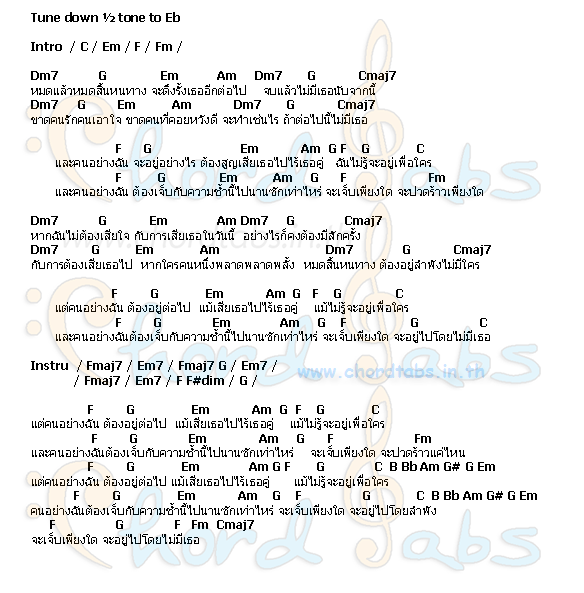 Tune down ½ tone to Eb
Intro / C / Em / F / Fm /
Dm7 G Em Am Dm7 G Cmaj7
หมดแล้วหมดสิ้นหนทาง จะดึงรั้งเธออีกต่อไป จบแล้วไม่มีเธอนับจากนี้
Dm7 G Em Am Dm7 G Cmaj7
ขาดคนรักคนเอาใจ ขาดคนที่คอยหวังดี จะทำเช่นไร ถ้าต่อไปนี้ไม่มีเธอ
F G Em Am G F G C
และคนอย่างฉัน จะอยู่อย่างไร ต้องสูญเสียเธอไปไร้เธอคู่ ฉันไม่รู้จะอยู่เพื่อใคร
F G Em Am G F Fm
และคนอย่างฉัน ต้องเจ็บกับความช้ำนี้ไปนานซักเท่าไหร่ จะเจ็บเพียงใด จะปวดร้าวเพียงใด
Dm7 G Em Am Dm7 G Cmaj7
หากฉันไม่ต้องเสียใจ กับการเสียเธอในวันนี้ อย่างไรก็คงต้องมีสักครั้ง
Dm7 G Em Am Dm7 G Cmaj7
กับการต้องเสียเธอไป หากใครคนหนึ่งพลาดพลาดพลั้ง หมดสิ้นหนทาง ต้องอยู่ลำพังไม่มีใคร
F G Em Am G F G C
แต่คนอย่างฉัน ต้องอยู่ต่อไป แม้เสียเธอไปไร้เธอคู่ แม้ไม่รู้จะอยู่เพื่อใคร
F G Em Am G F G C
และคนอย่างฉันต้องเจ็บกับความช้ำนี้ไปนานซักเท่าไหร่ จะเจ็บเพียงใด จะอยู่ไปโดยไม่มีเธอ
Instru / Fmaj7 / Em7 / Fmaj7 G / Em7 /
/ Fmaj7 / Em7 / F F#dim / G /
www.chordtabs.in.th
F G Em Am G F G C
แต่คนอย่างฉัน ต้องอยู่ต่อไป แม้เสียเธอไปไร้เธอคู่ แม้ไม่รู้จะอยู่เพื่อใคร
F G Em Am G F Fm
และคนอย่างฉันต้องเจ็บกับความช้ำนี้ไปนานซักเท่าไหร่ จะเจ็บเพียงใด จะปวดร้าวแค่ไหน
F G Em Am G F G C B Bb Am G# G Em
แต่คนอย่างฉัน ต้องอยู่ต่อไป แม้เสียเธอไปไร้เธอคู่ แม้ไม่รู้จะอยู่เพื่อใคร
F G Em Am G F G C B Bb Am G# G Em
คนอย่างฉันต้องเจ็บกับความช้ำนี้ไปนานซักเท่าไหร่ จะเจ็บเพียงใด จะอยู่ไปโดยลำพัง
F G F Fm Cmaj7
จะเจ็บเพียงใด จะอยู่ไปโดยไม่มีเธอ